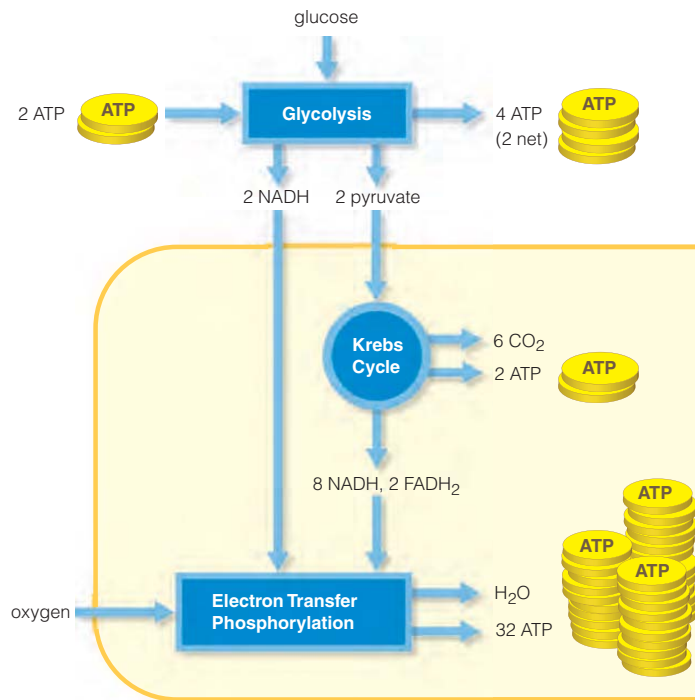 glucose
2 ATP
ATP
Glycolysis
4 ATP
(2 net)
ATP
2 NADH
2 pyruvate
Krebs
Cycle
6 CO₂
2 ATP
ATP
8 NADH, 2 FADH₂
ATP
ATP
ATP
oxygen
Electron Transfer
Phosphorylation
H₂O
32 ATP